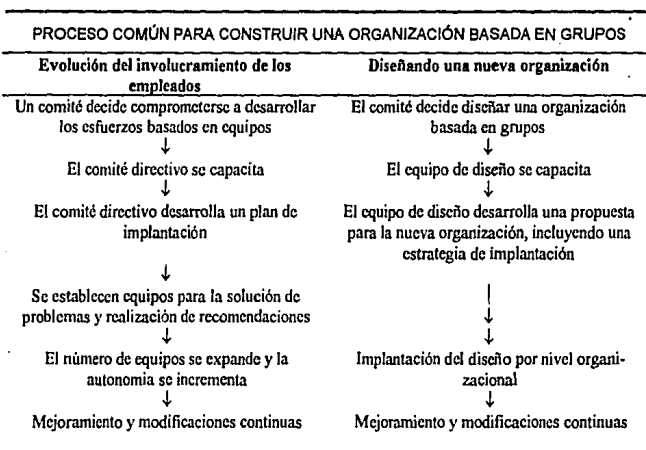 PROCESO COMÚN PARA CONSTRUIR UNA ORGANIZACIÓN BASADA EN GRUPOS
Evolución del involucramiento de los
empleados
Un comité decide comprometerse a desarrollar
los esfuerzos basados en equipos
↓
El comité directivo se capacita
↓
El comité directivo desarrolla un plan de
implantación
↓
Se establecen equipos para la solución de
problemas y realización de recomendaciones
↓
El número de equipos se expande y la
autonomia se incrementa
↓
Mejoramiento y modificaciones continuas
Diseñando una nueva organización
El comité decide diseñar una organización
basada en grupos
↓
El equipo de diseño se capacita
↓
El equipo de diseño desarrolla una propuesta
para la nueva organización, incluyendo una
estrategia de implantación
↓
↓
Implantación del diseño por nivel organi-
zacional
↓
Mejoramiento y modificaciones continuas